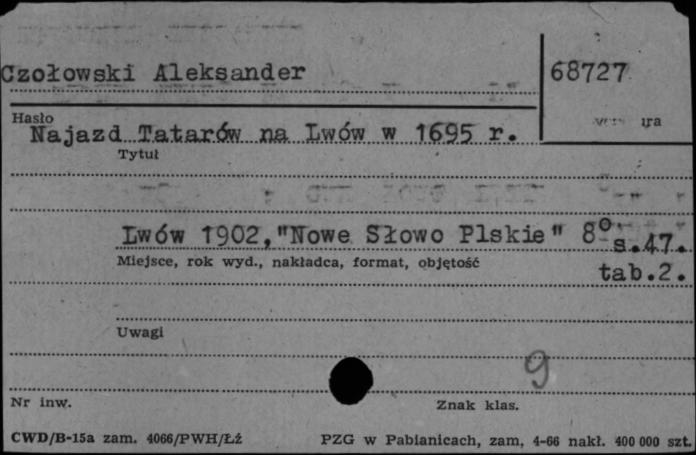 Czołowski Aleksander
68727
Hasło
Najazd Tatarów na Lwów w 1695 r.
Tytuł
Lwów 1902,"Nowe Słowo Plskie" 8° s.47.
Miejsce, rok wyd., nakładca, format, objętość
tab.2.
Uwagi
9
Nr inw.
Znak klas.
CWD/B-15a zam. 4066/PWH/Łź
PZG w Pabianicach, zam, 4-66 nakł. 400 000 szt.